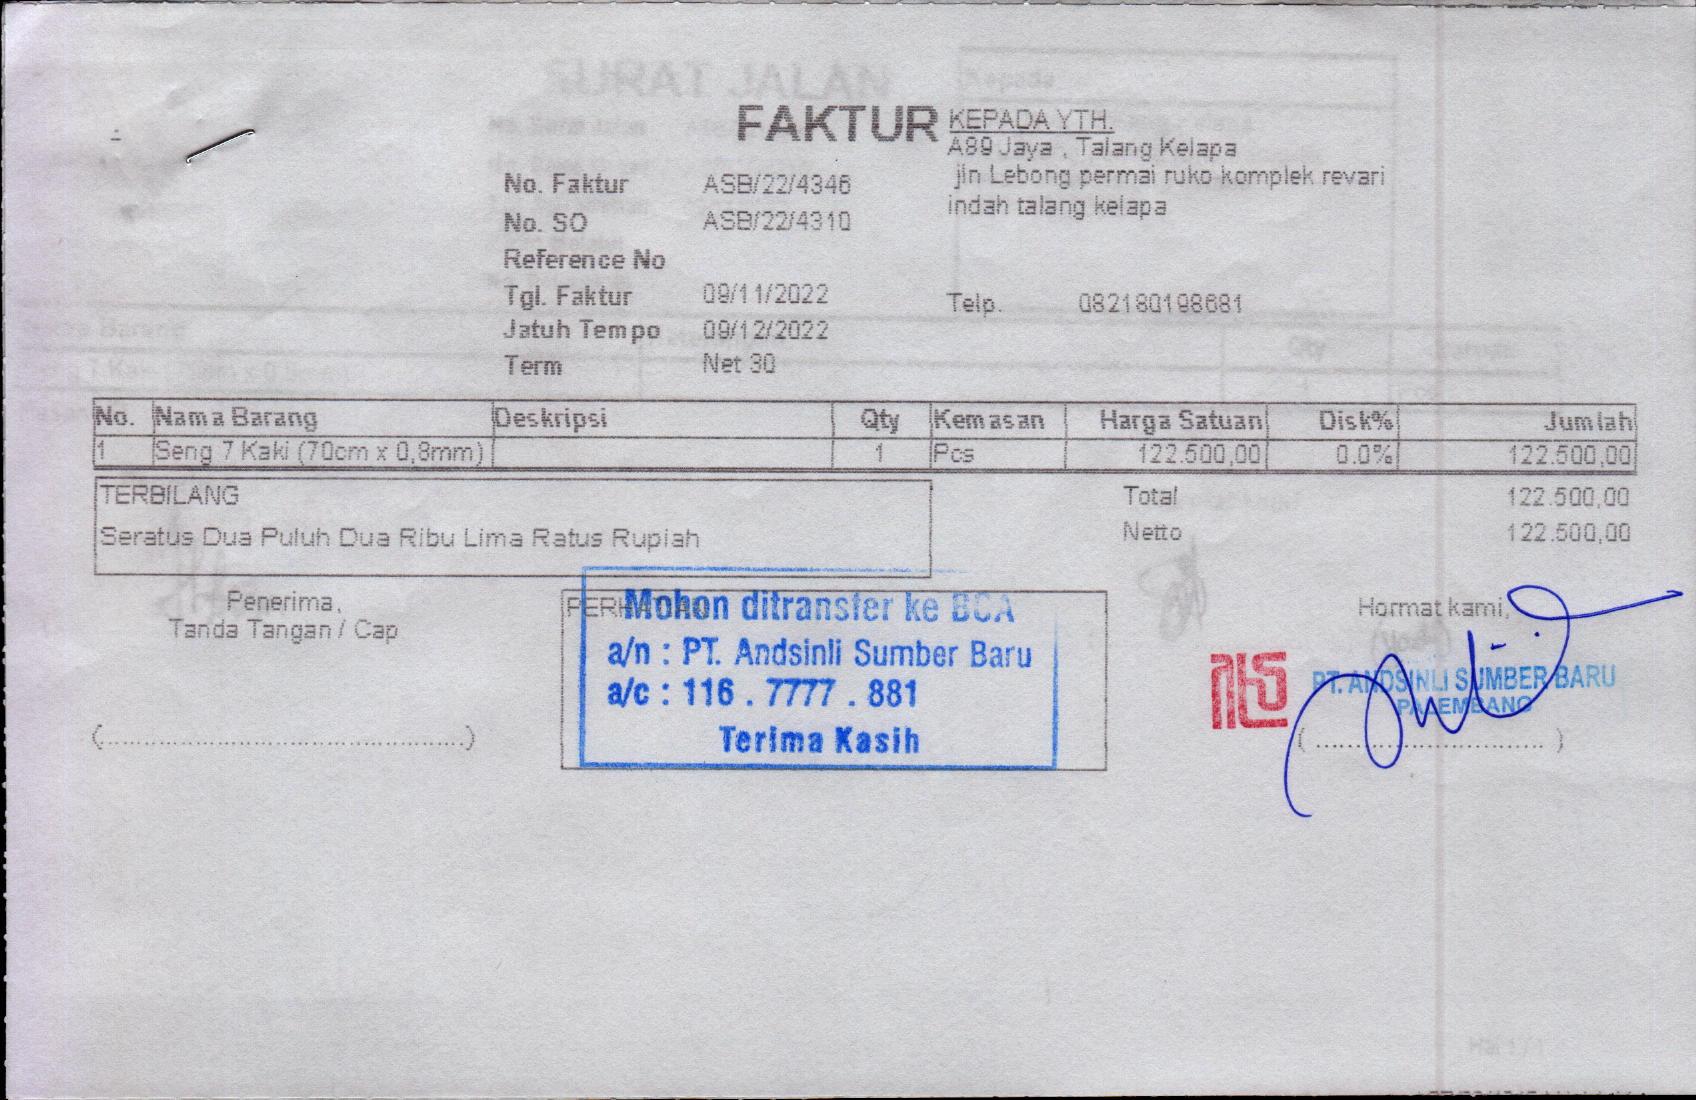 FAKTUR
KEPADA YTH.
A89 Jaya , Talang Kelapa
jln Lebong permai ruko komplek revari
indah talang kelapa
Telp. 082180198681
No. Faktur ASB/22/4346
No. SO ASB/22/4310
Reference No
Tgl. Faktur 09/11/2022
Jatuh Tempo 09/12/2022
Term Net 30
No. Nama Barang Deskripsi Qty Kemasan Harga Satuan Disk% Jumlah
1 Seng 7 Kaki (70cm x 0,8mm) 1 Pcs 122.500,00 0.0% 122.500,00
TERBILANG
Seratus Dua Puluh Dua Ribu Lima Ratus Rupiah
Total 122.500,00
Netto 122.500,00
Penerima,
Tanda Tangan / Cap
(..............................................)
PERHATIAN
Mohon ditransfer ke BCA
a/n : PT. Andsinli Sumber Baru
a/c : 116 . 7777 . 881
Terima Kasih
Hormat kami,
PT. ANDSINLI SUMBER BARU
PALEMBANG
( ............................. )
SURAT JALAN
Kepada